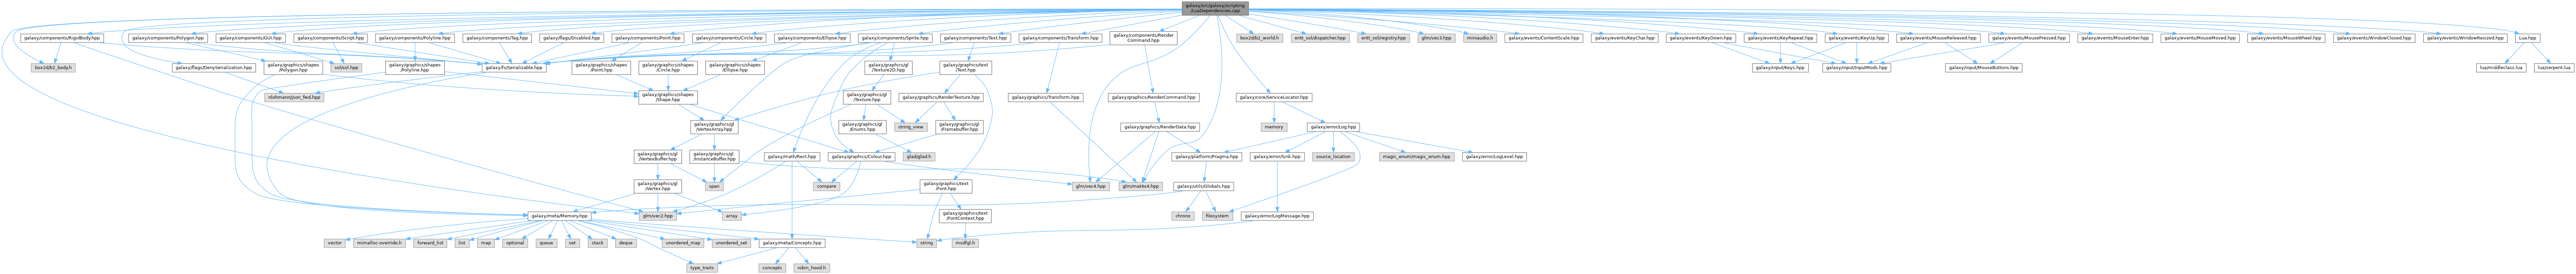 galaxy/src/galaxy/scripting
/LuaDependencies.cpp
galaxy/components/RigidBody.hpp
galaxy/components/Polygon.hpp
galaxy/components/GUI.hpp
galaxy/components/Script.hpp
galaxy/components/Polyline.hpp
galaxy/components/Tag.hpp
galaxy/flags/Disabled.hpp
galaxy/components/Point.hpp
galaxy/components/Circle.hpp
galaxy/components/Ellipse.hpp
galaxy/components/Sprite.hpp
galaxy/components/Text.hpp
galaxy/components/Transform.hpp
galaxy/components/Render
Command.hpp
box2d/b2_world.h
entt_sol/dispatcher.hpp
entt_sol/registry.hpp
glm/vec3.hpp
miniaudio.h
galaxy/events/ContentScale.hpp
galaxy/events/KeyChar.hpp
galaxy/events/KeyDown.hpp
galaxy/events/KeyRepeat.hpp
galaxy/events/KeyUp.hpp
galaxy/events/MouseReleased.hpp
galaxy/events/MousePressed.hpp
galaxy/events/MouseEnter.hpp
galaxy/events/MouseMoved.hpp
galaxy/events/MouseWheel.hpp
galaxy/events/WindowClosed.hpp
galaxy/events/WindowResized.hpp
Lua.hpp
box2d/b2_body.h
galaxy/flags/DenySerialization.hpp
galaxy/graphics/shapes
/Polygon.hpp
sol/sol.hpp
galaxy/graphics/shapes
/Polyline.hpp
galaxy/fs/Serializable.hpp
galaxy/graphics/shapes
/Point.hpp
galaxy/graphics/shapes
/Circle.hpp
galaxy/graphics/shapes
/Ellipse.hpp
galaxy/graphics/gl
/Texture2D.hpp
galaxy/graphics/text
/Text.hpp
galaxy/input/Keys.hpp
galaxy/input/InputMods.hpp
galaxy/input/MouseButtons.hpp
lua/middleclass.lua
lua/serpent.lua
nlohmann/json_fwd.hpp
galaxy/graphics/shapes
/Shape.hpp
galaxy/graphics/gl
/Texture.hpp
galaxy/graphics/RenderTexture.hpp
galaxy/graphics/Transform.hpp
galaxy/graphics/RenderCommand.hpp
galaxy/core/ServiceLocator.hpp
galaxy/graphics/gl
/VertexArray.hpp
galaxy/graphics/gl
/Enums.hpp
string_view
galaxy/graphics/gl
/Framebuffer.hpp
galaxy/graphics/RenderData.hpp
memory
galaxy/error/Log.hpp
galaxy/graphics/gl
/VertexBuffer.hpp
galaxy/graphics/gl
/InstanceBuffer.hpp
galaxy/math/Rect.hpp
galaxy/graphics/Colour.hpp
glad/glad.h
galaxy/platform/Pragma.hpp
galaxy/error/Sink.hpp
source_location
magic_enum/magic_enum.hpp
galaxy/error/LogLevel.hpp
galaxy/graphics/gl
/Vertex.hpp
span
compare
galaxy/graphics/text
/Font.hpp
glm/vec4.hpp
glm/mat4x4.hpp
galaxy/utils/Globals.hpp
galaxy/meta/Memory.hpp
glm/vec2.hpp
array
galaxy/graphics/text
/FontContext.hpp
chrono
filesystem
galaxy/error/LogMessage.hpp
vector
mimalloc-override.h
forward_list
list
map
optional
queue
set
stack
deque
unordered_map
unordered_set
galaxy/meta/Concepts.hpp
string
msdfgl.h
type_traits
concepts
robin_hood.h